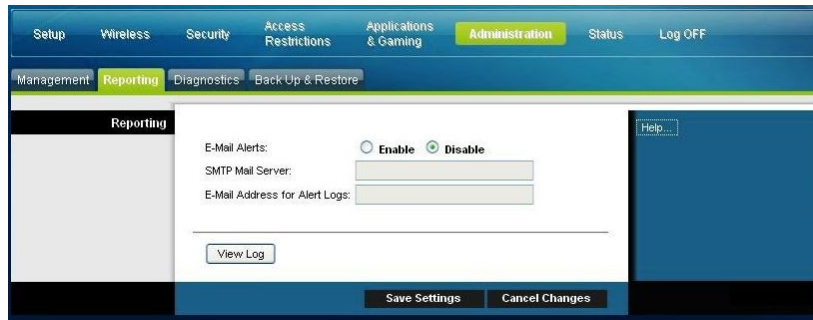 Setup Wireless Security Access Restrictions Applications & Gaming Administration Status Log OFF
Management Reporting Diagnostics Back Up & Restore
Reporting
E-Mail Alerts: Enable Disable
SMTP Mail Server:
E-Mail Address for Alert Logs:
View Log
Save Settings Cancel Changes
Help...